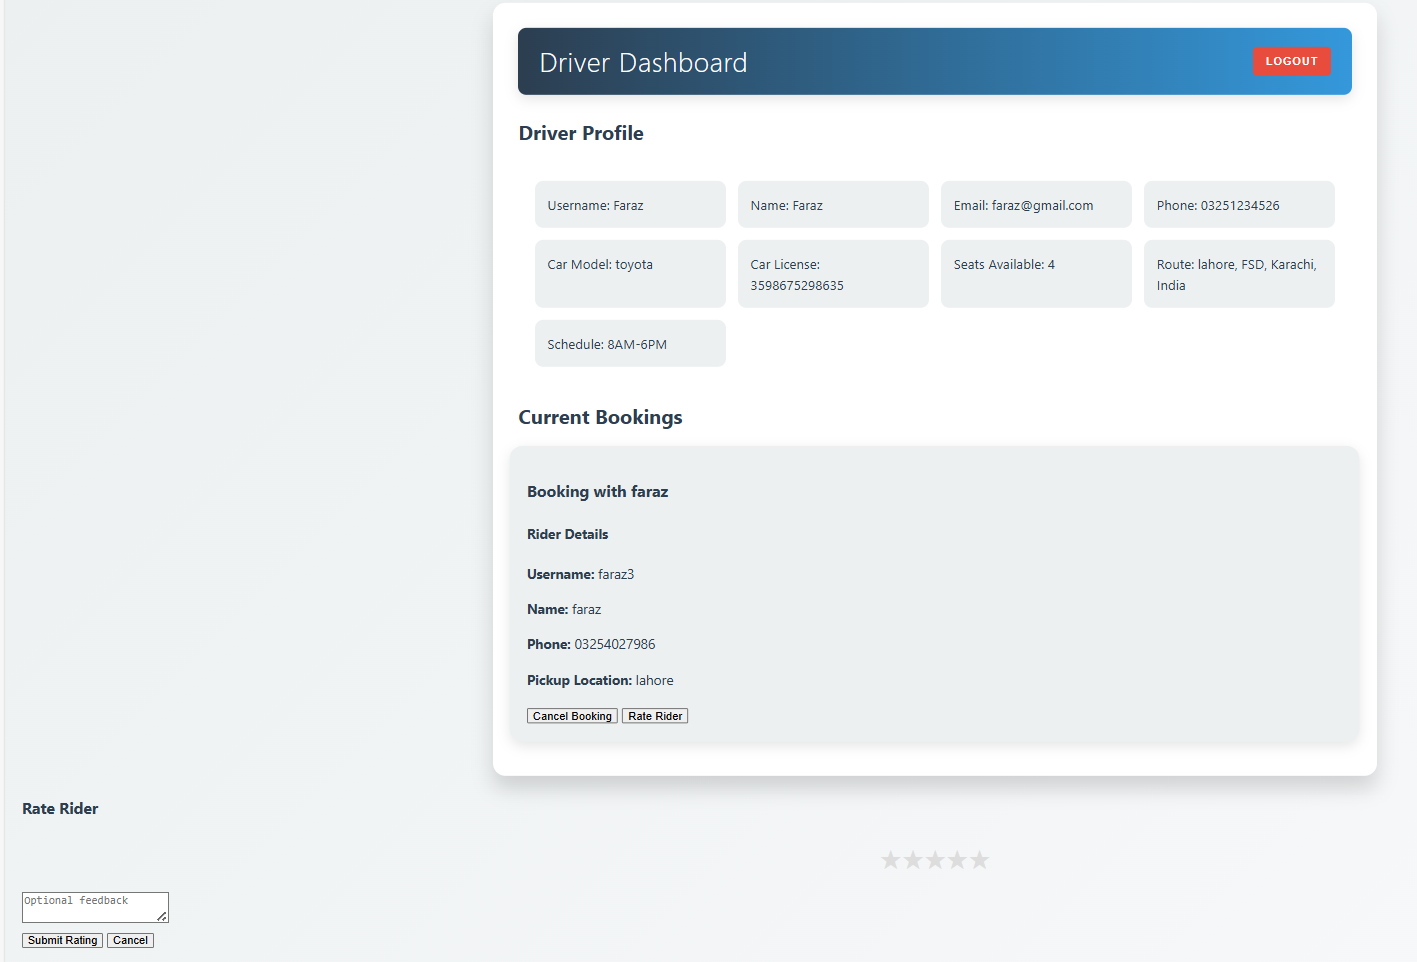 Driver Dashboard
LOGOUT
Driver Profile
Username: Faraz
Name: Faraz
Email: faraz@gmail.com
Phone: 03251234526
Car Model: toyota
Car License:
3598675298635
Seats Available: 4
Route: lahore, FSD, Karachi,
India
Schedule: 8AM-6PM
Current Bookings
Booking with faraz
Rider Details
Username: faraz3
Name: faraz
Phone: 03254027986
Pickup Location: lahore
Cancel Booking
Rate Rider
Rate Rider
Optional feedback
Submit Rating
Cancel